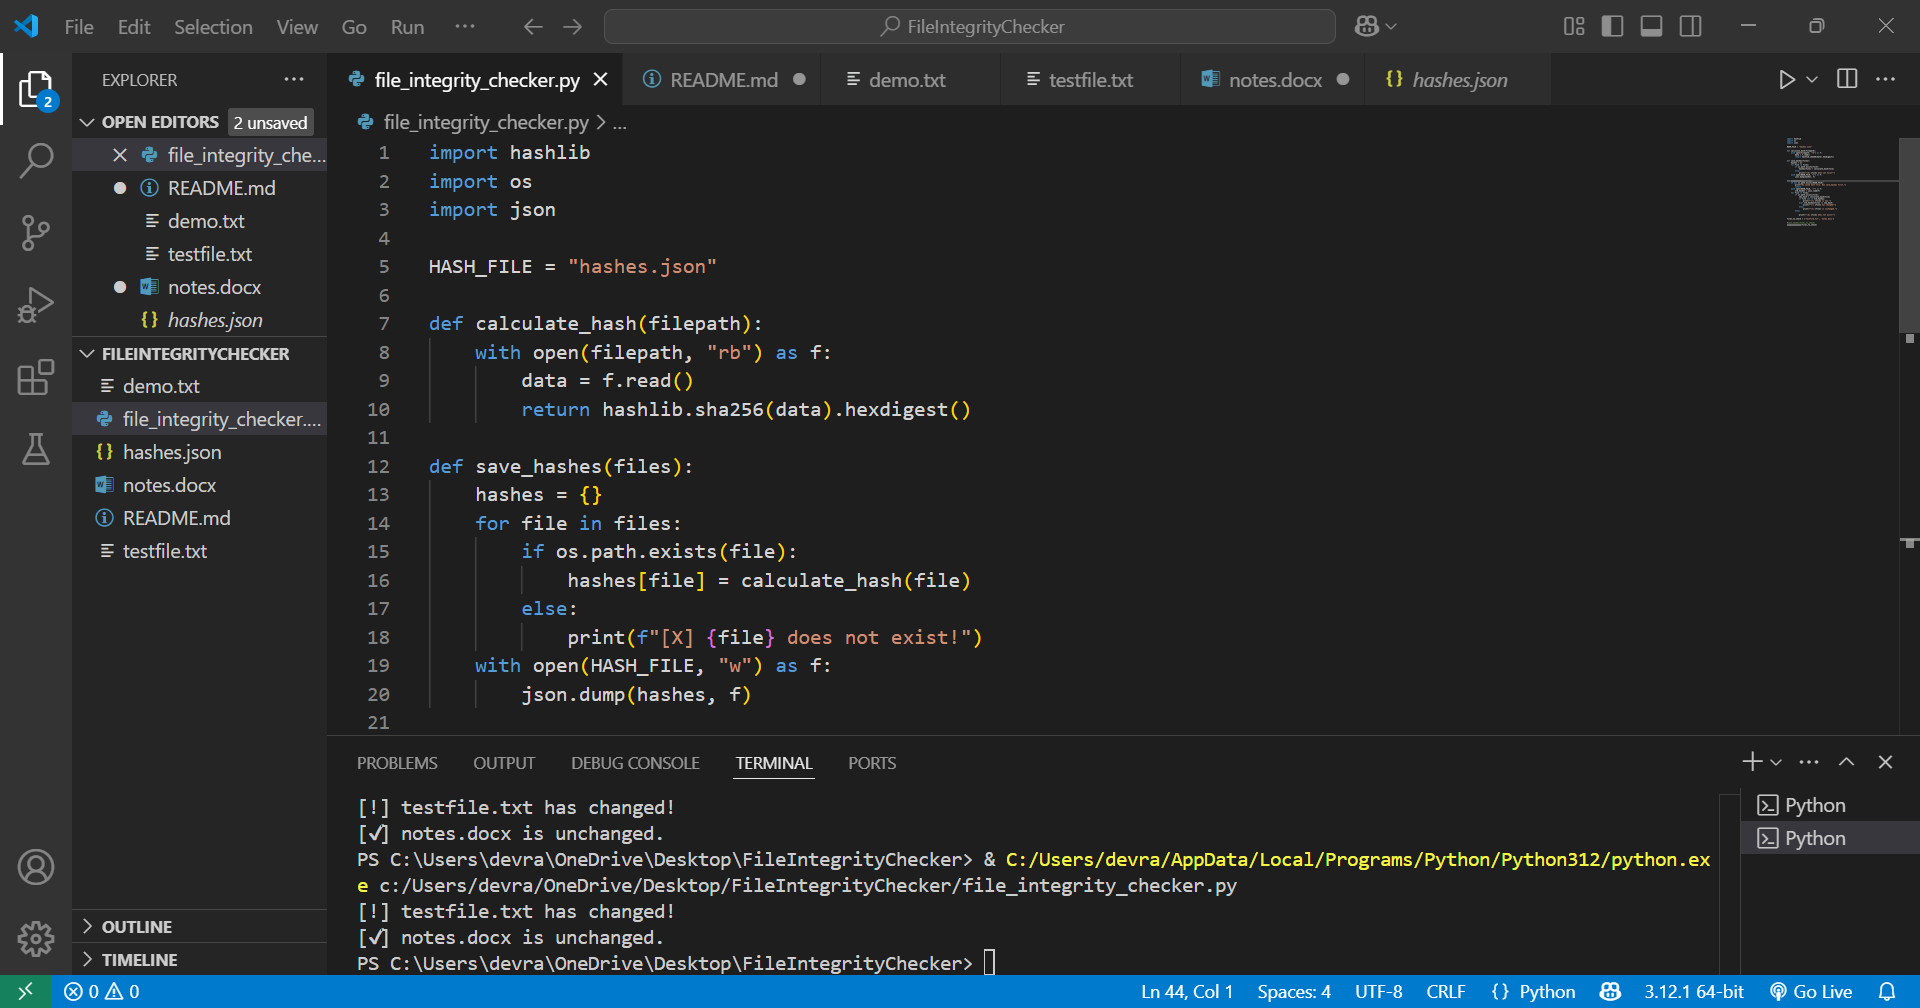 File Edit Selection View Go Run ··· FileIntegrityChecker
EXPLORER ···
OPEN EDITORS 2 unsaved
file_integrity_che...
README.md
demo.txt
testfile.txt
notes.docx
hashes.json
FILEINTEGRITYCHECKER
demo.txt
file_integrity_checker....
hashes.json
notes.docx
README.md
testfile.txt
OUTLINE
TIMELINE
2
file_integrity_checker.py README.md demo.txt testfile.txt notes.docx hashes.json
file_integrity_checker.py > ...
1 import hashlib
2 import os
3 import json
4
5 HASH_FILE = "hashes.json"
6
7 def calculate_hash(filepath):
8     with open(filepath, "rb") as f:
9         data = f.read()
10         return hashlib.sha256(data).hexdigest()
11
12 def save_hashes(files):
13     hashes = {}
14     for file in files:
15         if os.path.exists(file):
16             hashes[file] = calculate_hash(file)
17         else:
18             print(f"[X] {file} does not exist!")
19     with open(HASH_FILE, "w") as f:
20         json.dump(hashes, f)
21
PROBLEMS OUTPUT DEBUG CONSOLE TERMINAL PORTS
[!] testfile.txt has changed!
[✓] notes.docx is unchanged.
PS C:\Users\devra\OneDrive\Desktop\FileIntegrityChecker> & C:/Users/devra/AppData/Local/Programs/Python/Python312/python.ex
e c:/Users/devra/OneDrive/Desktop/FileIntegrityChecker/file_integrity_checker.py
[!] testfile.txt has changed!
[✓] notes.docx is unchanged.
PS C:\Users\devra\OneDrive\Desktop\FileIntegrityChecker>
Python
Python
0 0 Ln 44, Col 1 Spaces: 4 UTF-8 CRLF {} Python 3.12.1 64-bit Go Live